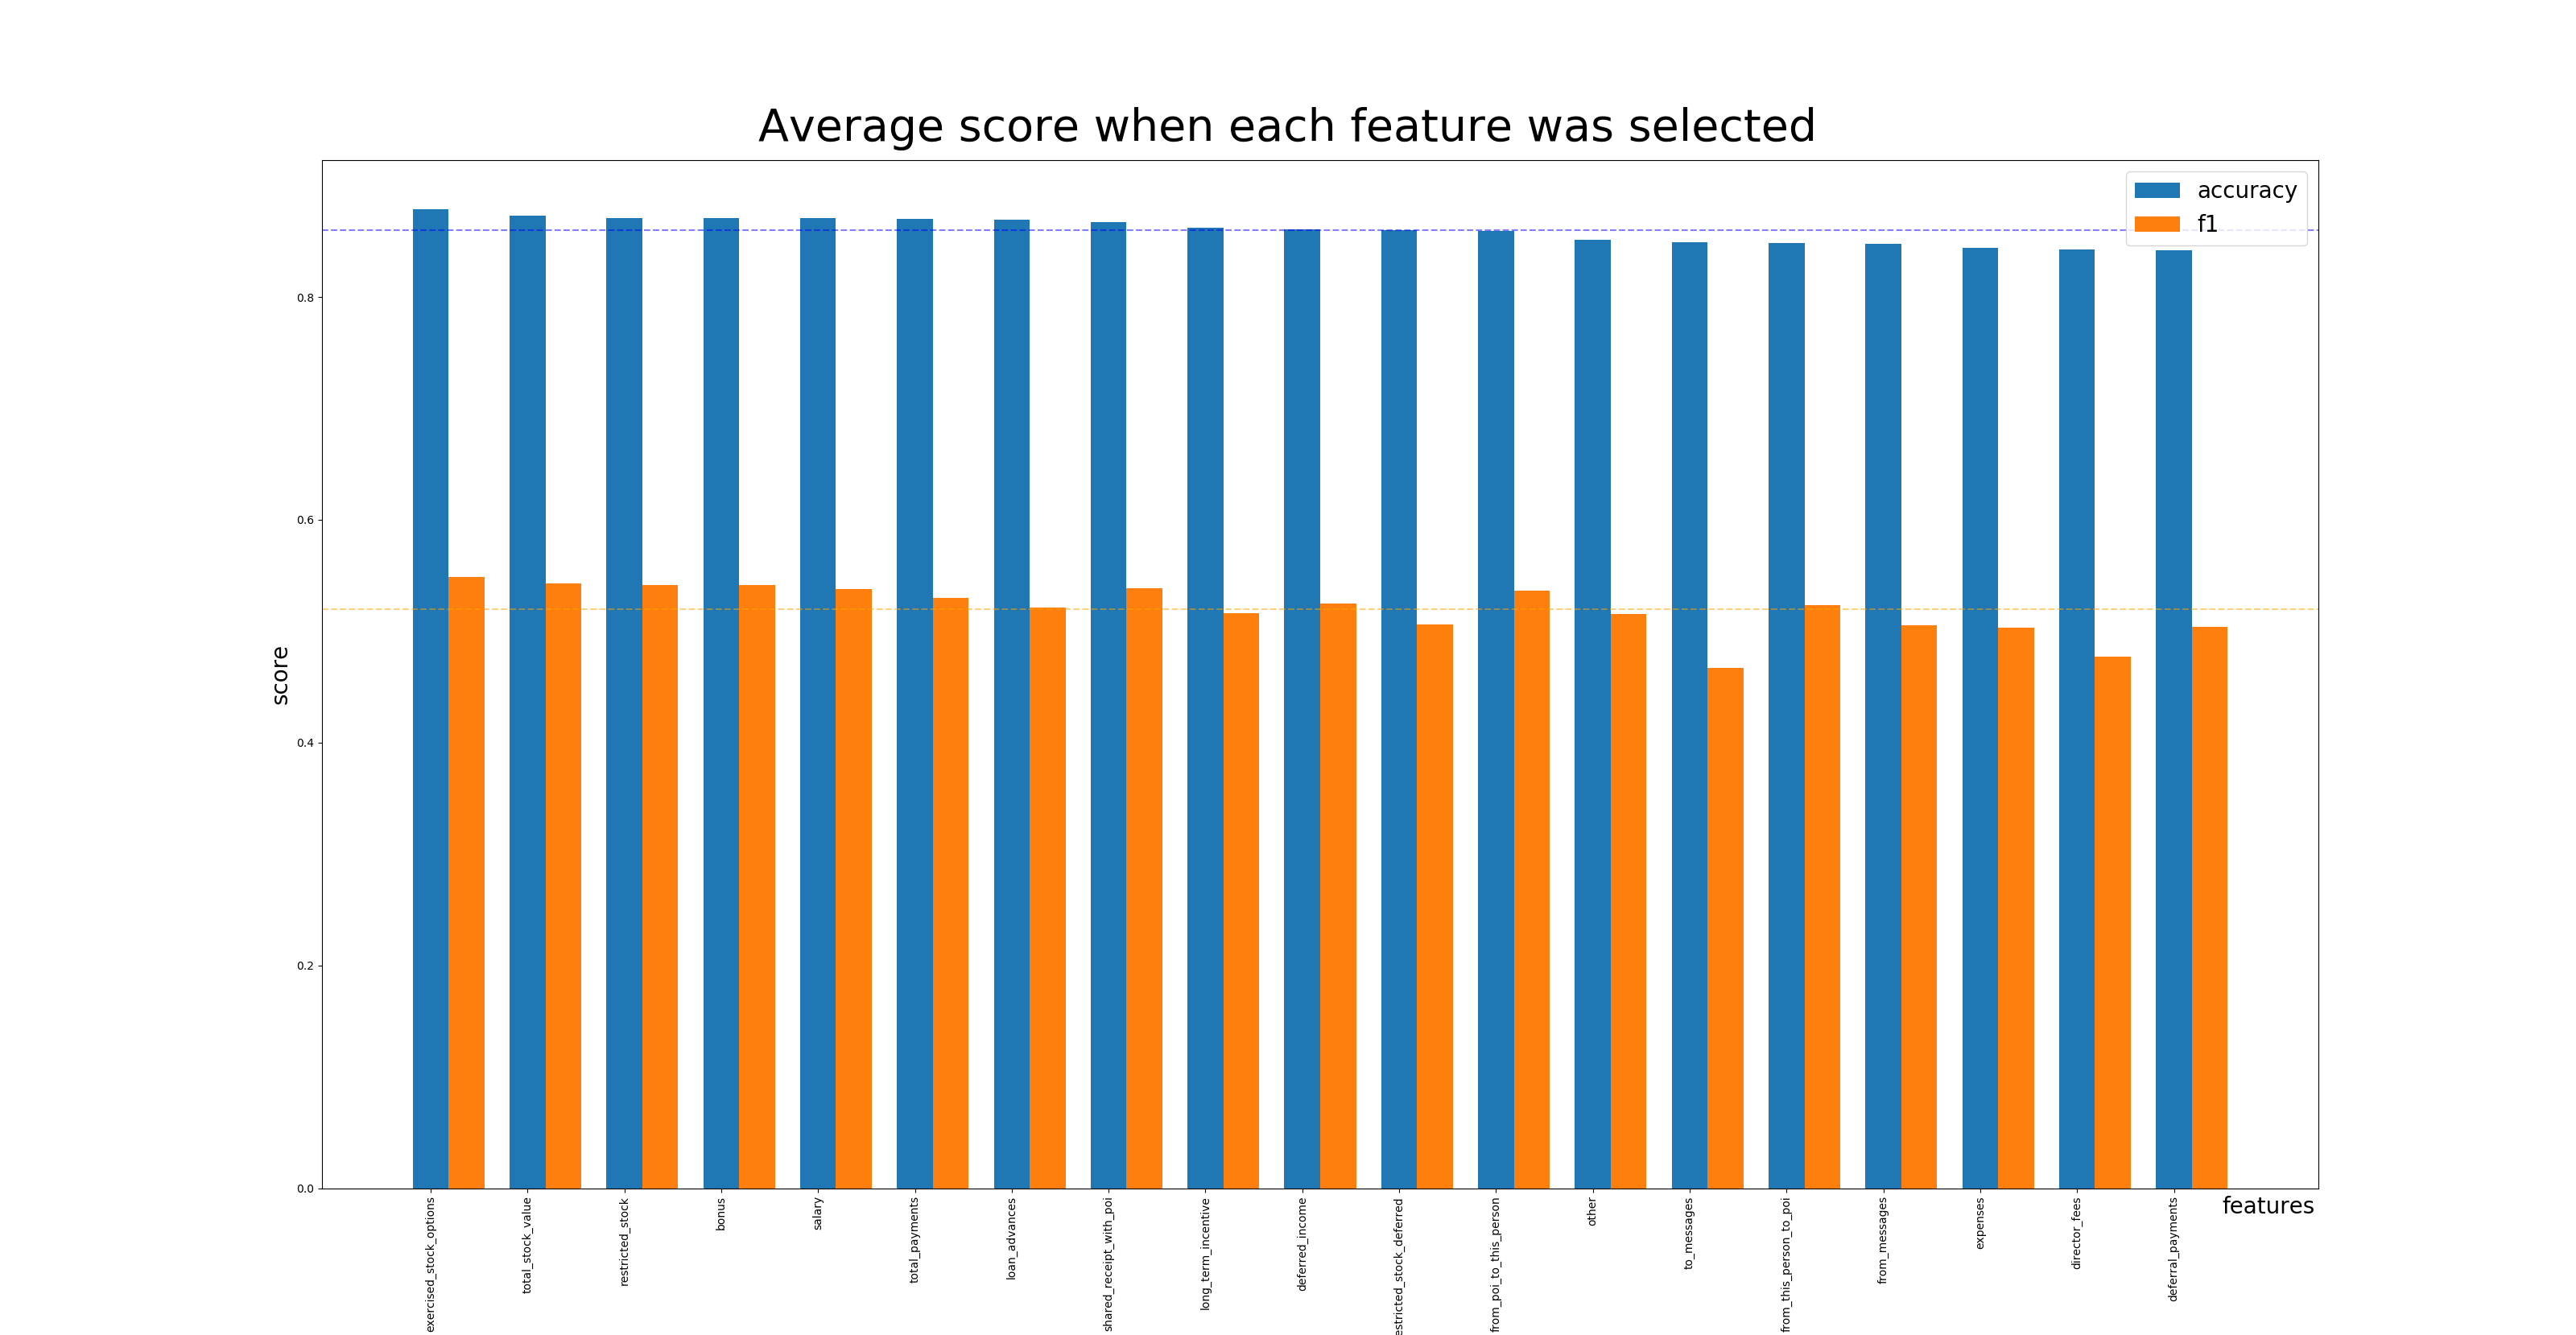 Average score when each feature was selected
accuracy
f1
0.8
0.6
0.4
0.2
0.0
score
features
exercised_stock_options
total_stock_value
restricted_stock
bonus
salary
total_payments
loan_advances
shared_receipt_with_poi
long_term_incentive
deferred_income
estricted_stock_deferred
from_poi_to_this_person
other
to_messages
from_this_person_to_poi
from_messages
expenses
director_fees
deferral_payments